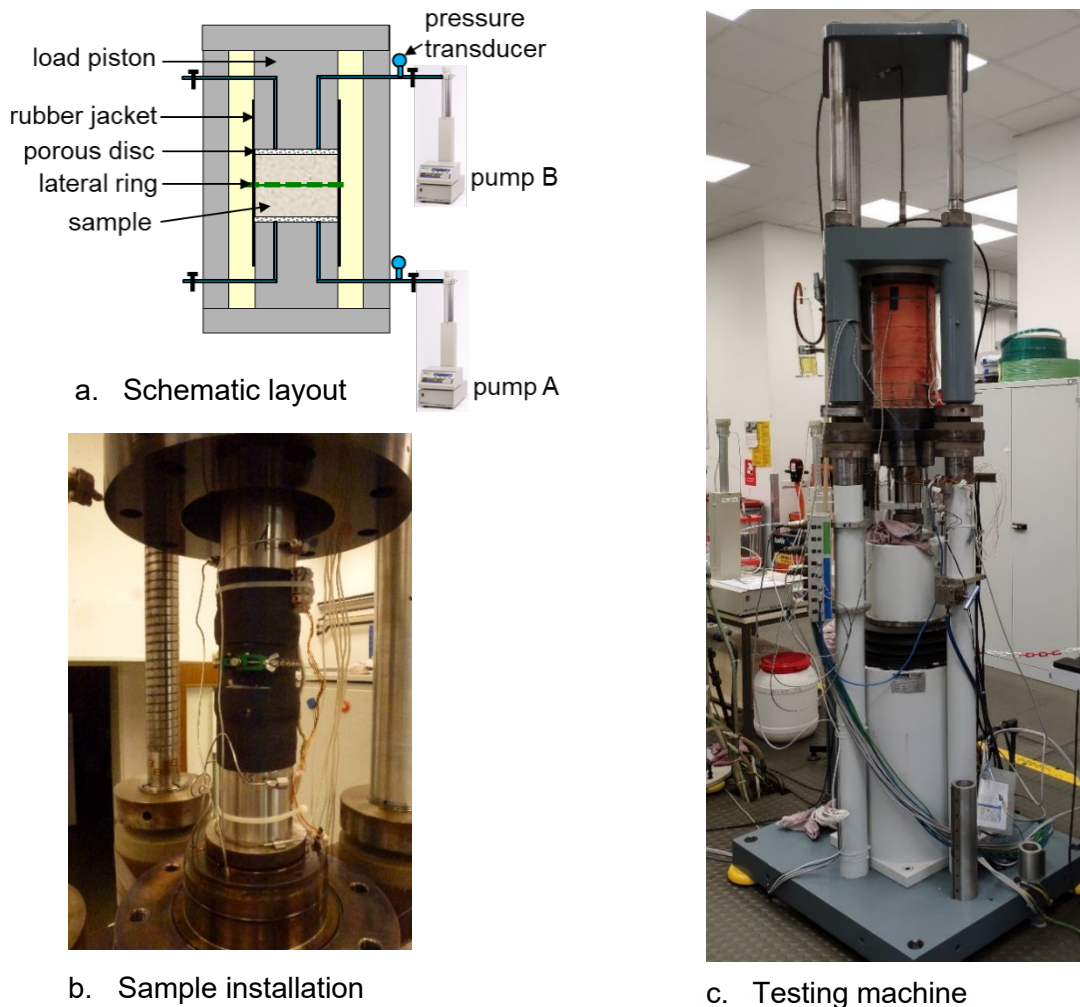 load piston
pressure
transducer
rubber jacket
porous disc
lateral ring
sample
pump B
pump A
a. Schematic layout
b. Sample installation
c. Testing machine